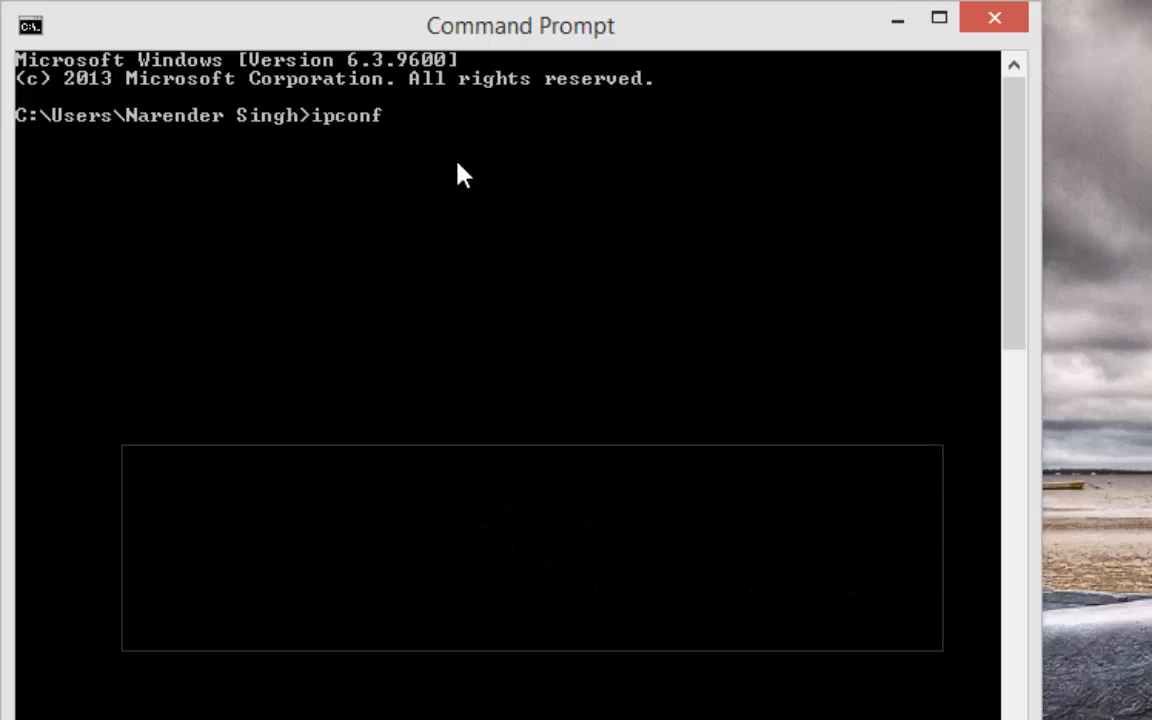 Command Prompt
Microsoft Windows [Version 6.3.9600]
(c) 2013 Microsoft Corporation. All rights reserved.
C:\Users\Narender Singh>ipconf